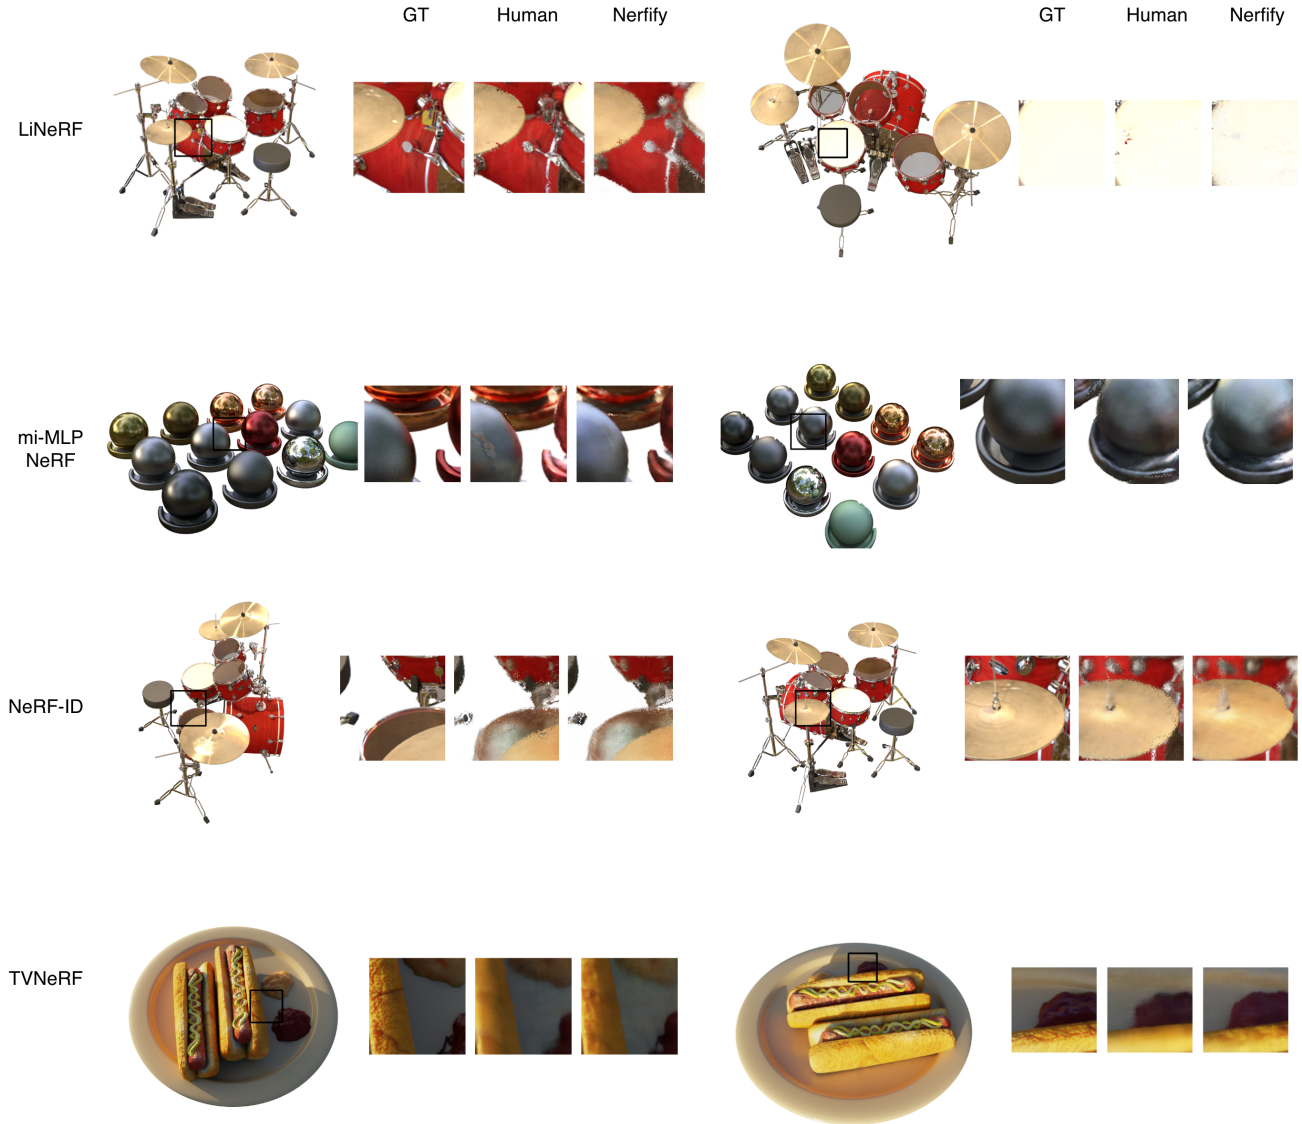 GT Human Nerfify GT Human Nerfify
LiNeRF
mi-MLP
NeRF
NeRF-ID
TVNeRF